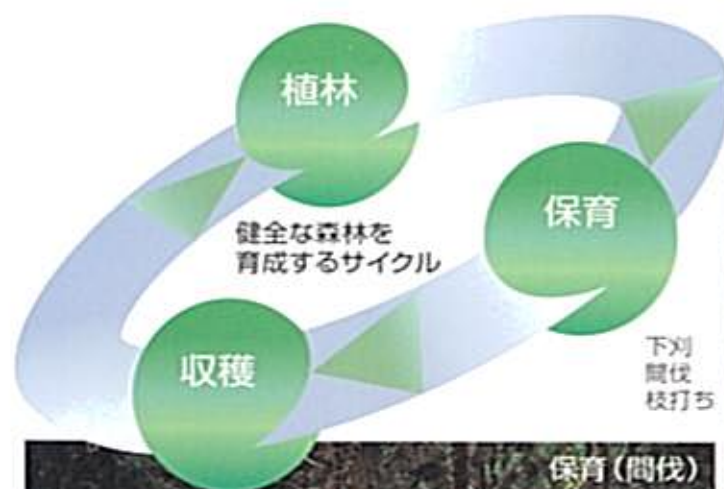 植林
保育
健全な森林を
育成するサイクル
収穫
下刈
間伐
枝打ち
保育（間伐）